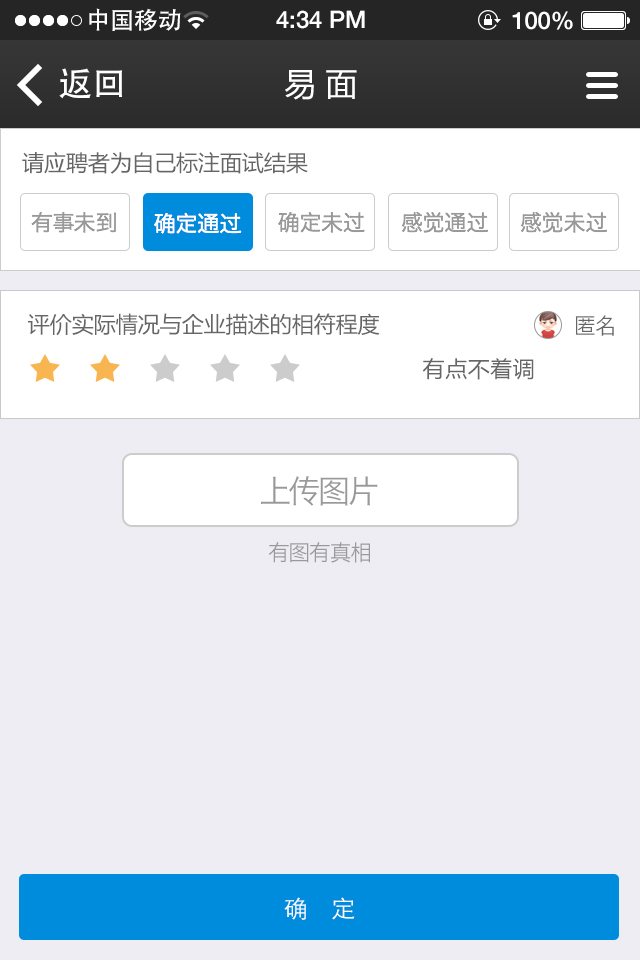 中国移动 4:34 PM 100%
返回 易面
请应聘者为自己标注面试结果
有事未到 确定通过 确定未过 感觉通过 感觉未过
评价实际情况与企业描述的相符程度 匿名
有点不着调
上传图片
有图有真相
确 定